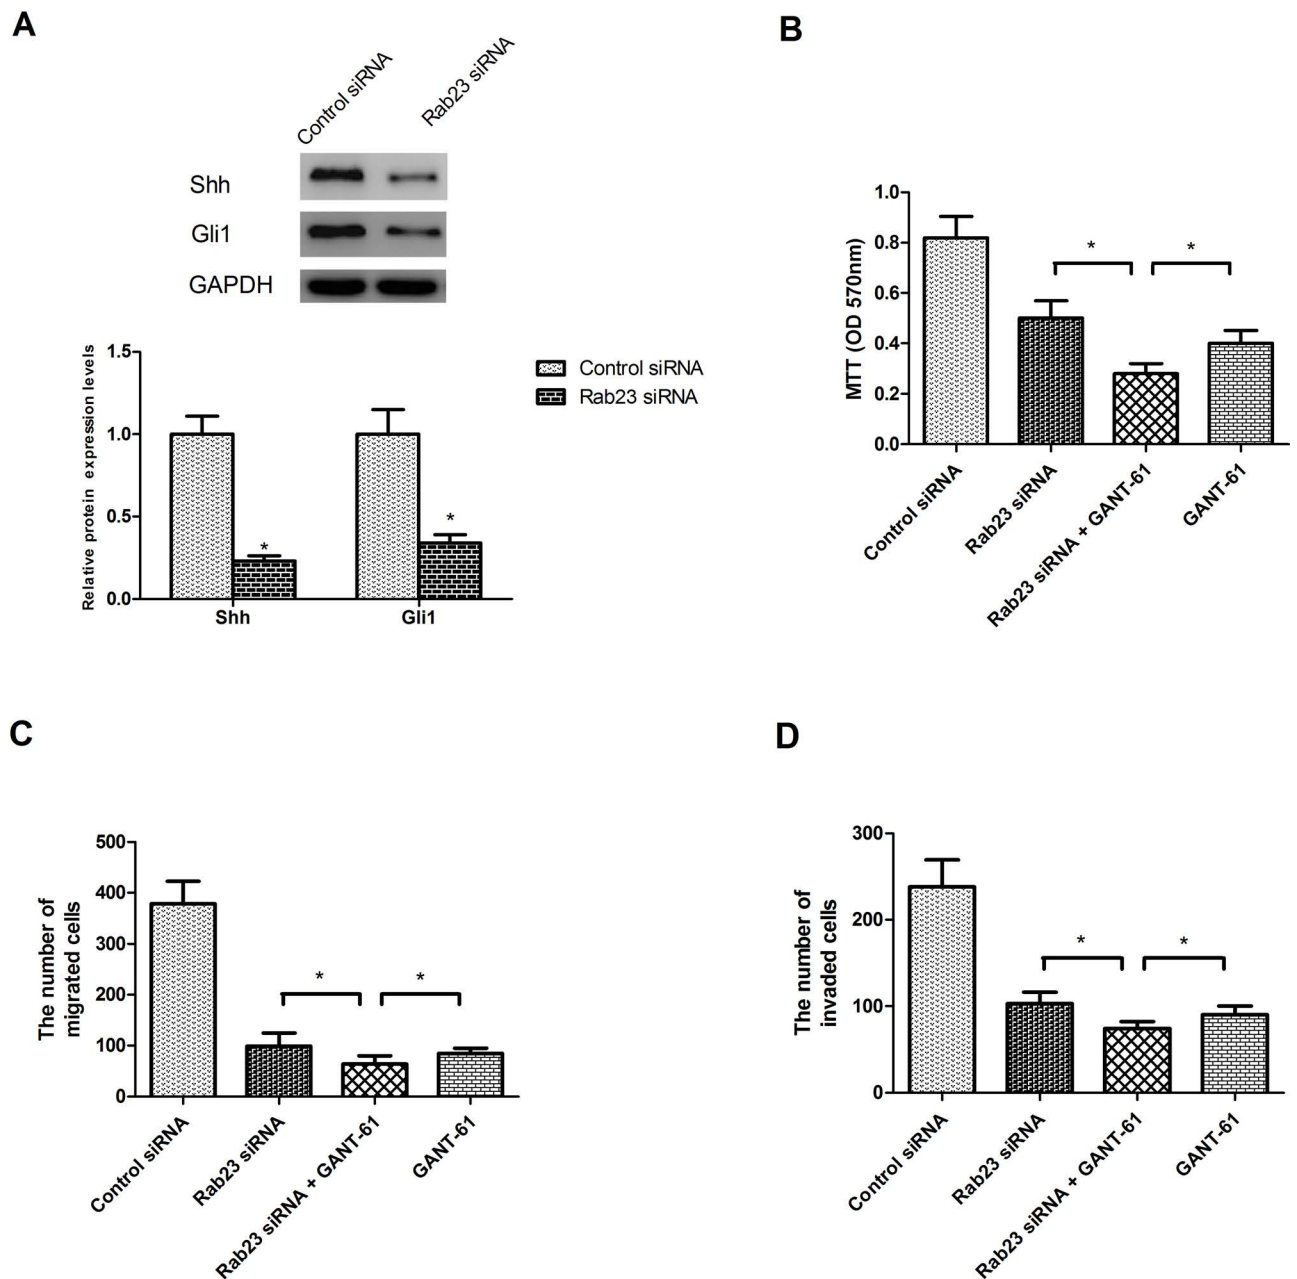 A
Control siRNA
Rab23 siRNA
Shh
Gli1
GAPDH
Relative protein expression levels
1.5
1.0
0.5
0.0
*
*
Shh
Gli1
Control siRNA
Rab23 siRNA
B
MTT (OD 570nm)
1.0
0.8
0.6
0.4
0.2
0.0
*
*
Control siRNA
Rab23 siRNA
Rab23 siRNA + GANT-61
GANT-61
C
The number of
migrated cells
500
400
300
200
100
0
*
*
Control siRNA
Rab23 siRNA
Rab23 siRNA + GANT-61
GANT-61
D
The number of
invaded cells
300
200
100
0
*
*
Control siRNA
Rab23 siRNA
Rab23 siRNA + GANT-61
GANT-61